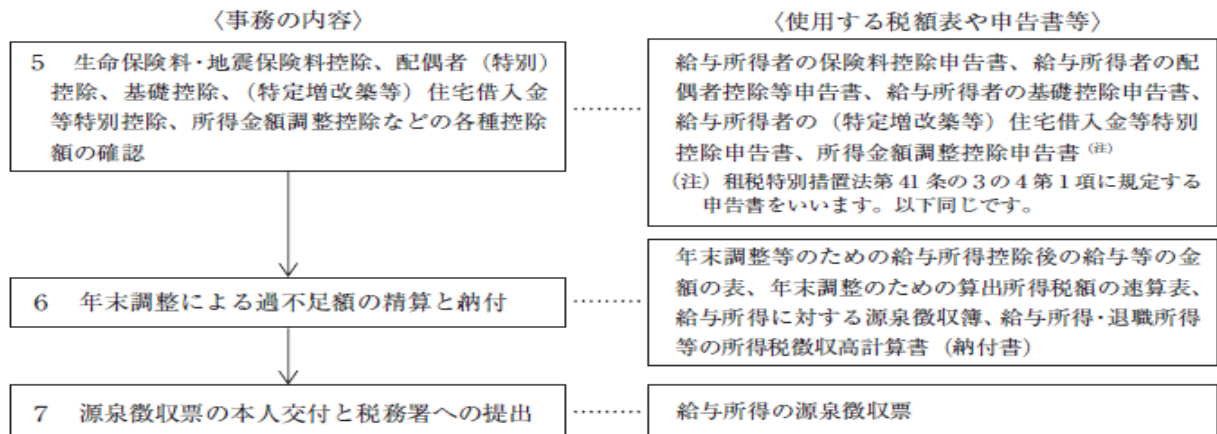 〈事務の内容〉
〈使用する税額表や申告書等〉
5 生命保険料・地震保険料控除、配偶者（特別）
控除、基礎控除、（特定増改築等）住宅借入金
等特別控除、所得金額調整控除などの各種控除
額の確認
給与所得者の保険料控除申告書、給与所得者の配
偶者控除等申告書、給与所得者の基礎控除申告書、
給与所得者の（特定増改築等）住宅借入金等特別
控除申告書、所得金額調整控除申告書（注）
（注）租税特別措置法第 41 条の３の４第１項に規定する
申告書をいいます。以下同じです。
6 年末調整による過不足額の精算と納付
年末調整等のための給与所得控除後の給与等の金
額の表、年末調整のための算出所得税額の速算表、
給与所得に対する源泉徴収簿、給与所得・退職所得
等の所得税徴収高計算書（納付書）
7 源泉徴収票の本人交付と税務署への提出
給与所得の源泉徴収票